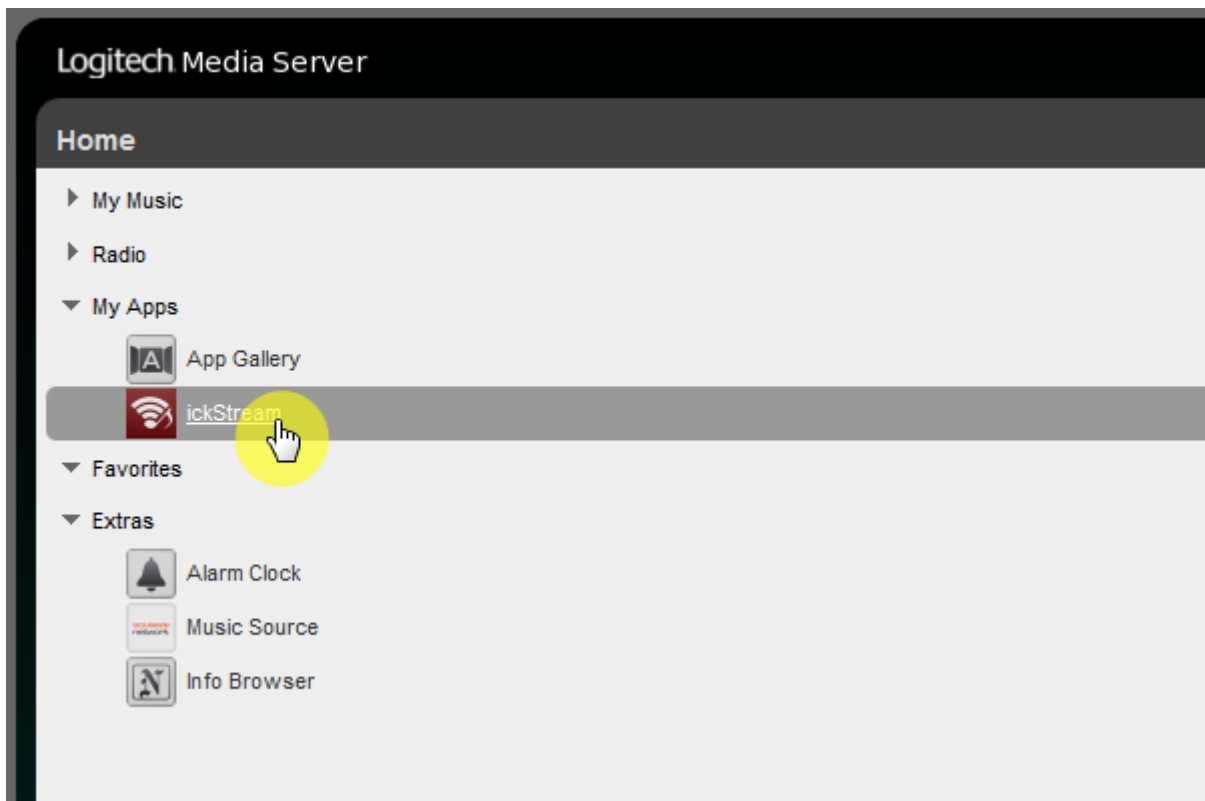 Logitech Media Server
Home
My Music
Radio
My Apps
App Gallery
ickStream
Favorites
Extras
Alarm Clock
Music Source
Info Browser